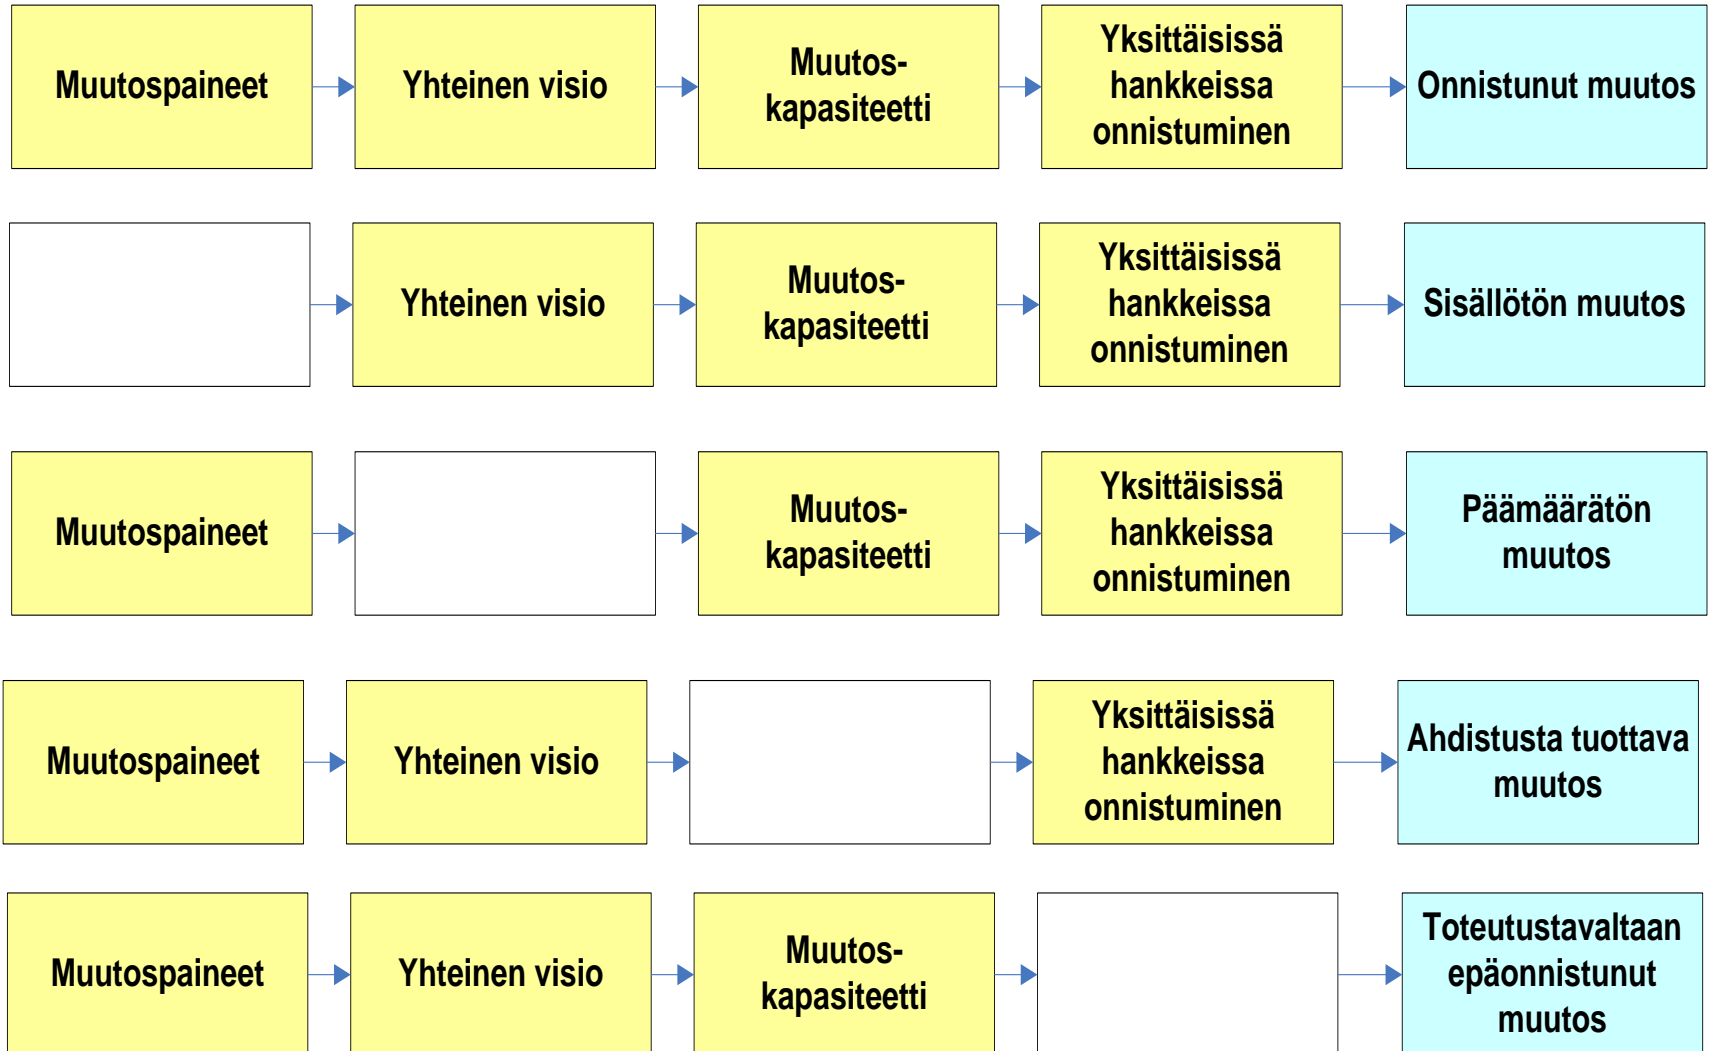 Muutospaineet
Yhteinen visio
Muutos-
kapasiteetti
Yksittäisissä
hankkeissa
onnistuminen
Onnistunut muutos
Yhteinen visio
Muutos-
kapasiteetti
Yksittäisissä
hankkeissa
onnistuminen
Sisällötön muutos
Muutospaineet
Muutos-
kapasiteetti
Yksittäisissä
hankkeissa
onnistuminen
Päämäärätön
muutos
Muutospaineet
Yhteinen visio
Yksittäisissä
hankkeissa
onnistuminen
Ahdistusta tuottava
muutos
Muutospaineet
Yhteinen visio
Muutos-
kapasiteetti
Toteutustavaltaan
epäonnistunut
muutos